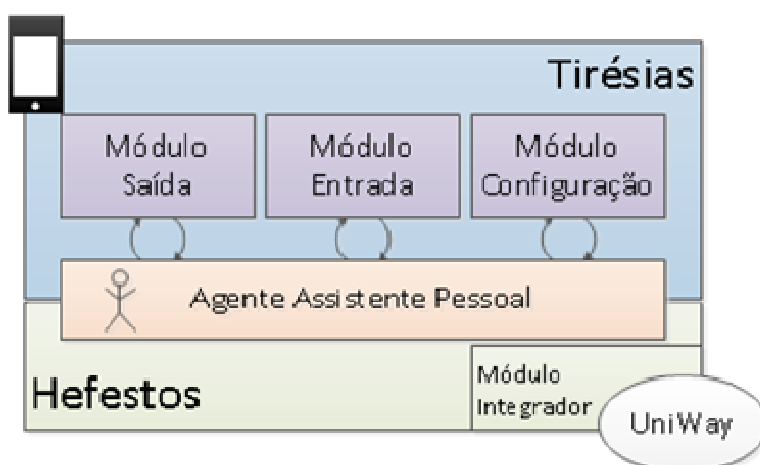 Tirésias
Módulo
Saída
Módulo
Entrada
Módulo
Configuração
Agente Assistente Pessoal
Hefestos
Módulo
Integrador
UniWay